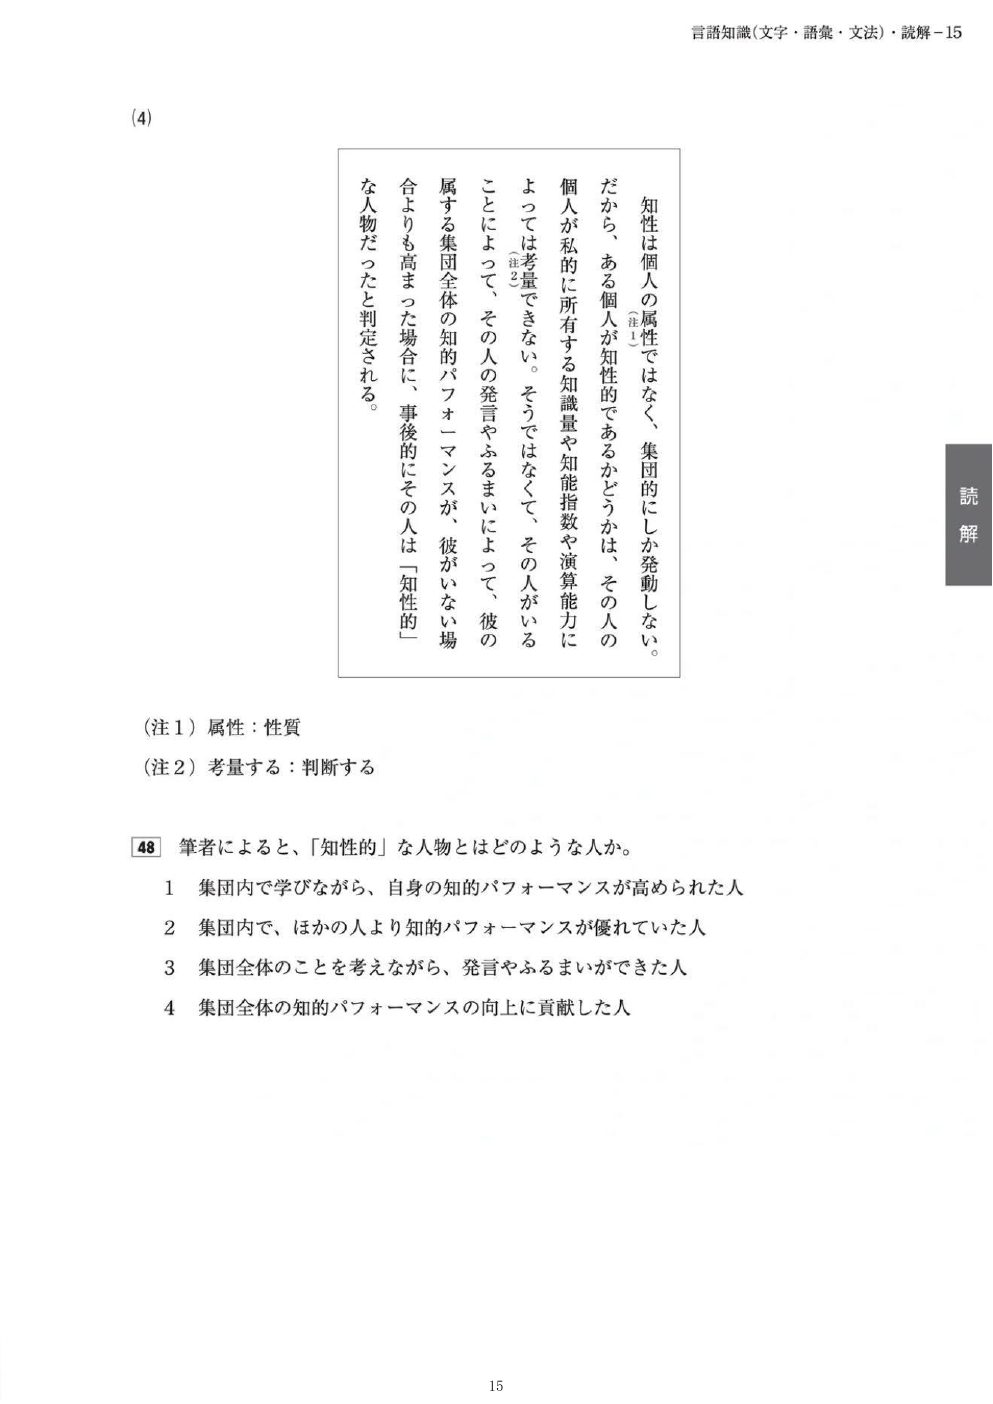 言語知識(文字・語彙・文法)・読解－15
(4)
知性は個人の属性ではなく、集団的にしか発動しない。
(注1)
だから、ある個人が知性的であるかどうかは、その人の
個人が私的に所有する知識量や知能指数や演算能力に
よっては考量できない。そうではなくて、その人がいる
(注2)
ことによって、その人の発言やふるまいによって、彼の
属する集団全体の知的パフォーマンスが、彼がいない場
合よりも高まった場合に、事後的にその人は「知性的」
な人物だったと判定される。
読解
(注1) 属性：性質
(注2) 考量する：判断する
48 筆者によると、「知性的」な人物とはどのような人か。
1 集団内で学びながら、自身の知的パフォーマンスが高められた人
2 集団内で、ほかの人より知的パフォーマンスが優れていた人
3 集団全体のことを考えながら、発言やふるまいができた人
4 集団全体の知的パフォーマンスの向上に貢献した人
15